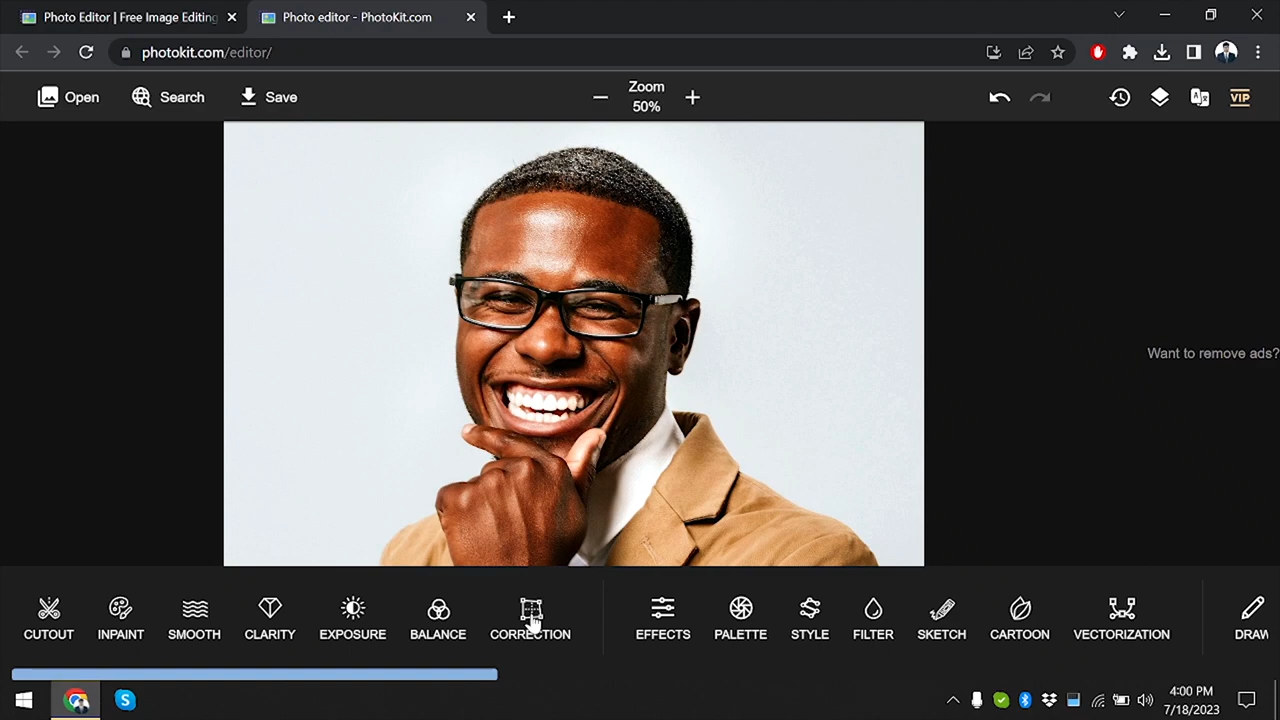 Photo Editor | Free Image Editing
Photo editor - PhotoKit.com
photokit.com/editor/
Open
Search
Save
Zoom
50%
VIP
Want to remove ads?
CUTOUT
INPAINT
SMOOTH
CLARITY
EXPOSURE
BALANCE
CORRECTION
EFFECTS
PALETTE
STYLE
FILTER
SKETCH
CARTOON
VECTORIZATION
DRAW
4:00 PM
7/18/2023